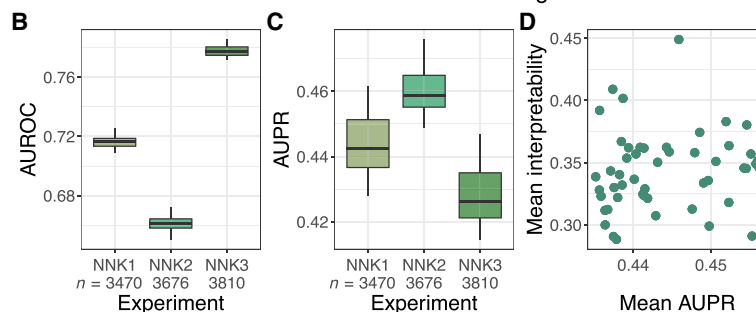 B
AUROC
0.76
0.72
0.68
NNK1 NNK2 NNK3
n = 3470 3676 3810
Experiment
C
AUPR
0.46
0.44
0.42
NNK1 NNK2 NNK3
n = 3470 3676 3810
Experiment
D
Mean interpretability
0.45
0.40
0.35
0.30
0.44 0.45
Mean AUPR